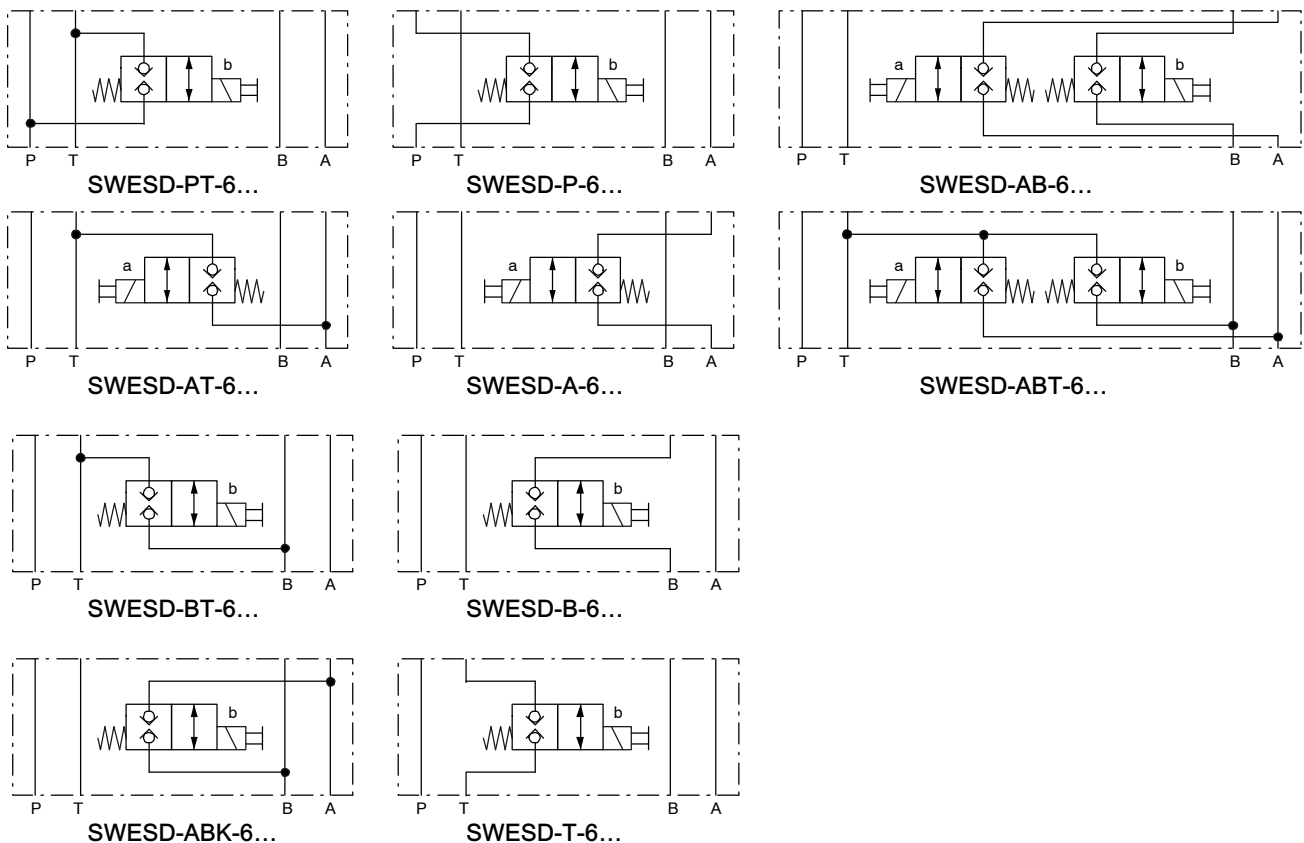 b
P T B A
SWESD-PT-6...
b
P T B A
SWESD-P-6...
a b
P T B A
SWESD-AB-6...
a
P T B A
SWESD-AT-6...
a
P T B A
SWESD-A-6...
a b
P T B A
SWESD-ABT-6...
b
P T B A
SWESD-BT-6...
b
P T B A
SWESD-B-6...
b
P T B A
SWESD-ABK-6...
b
P T B A
SWESD-T-6...